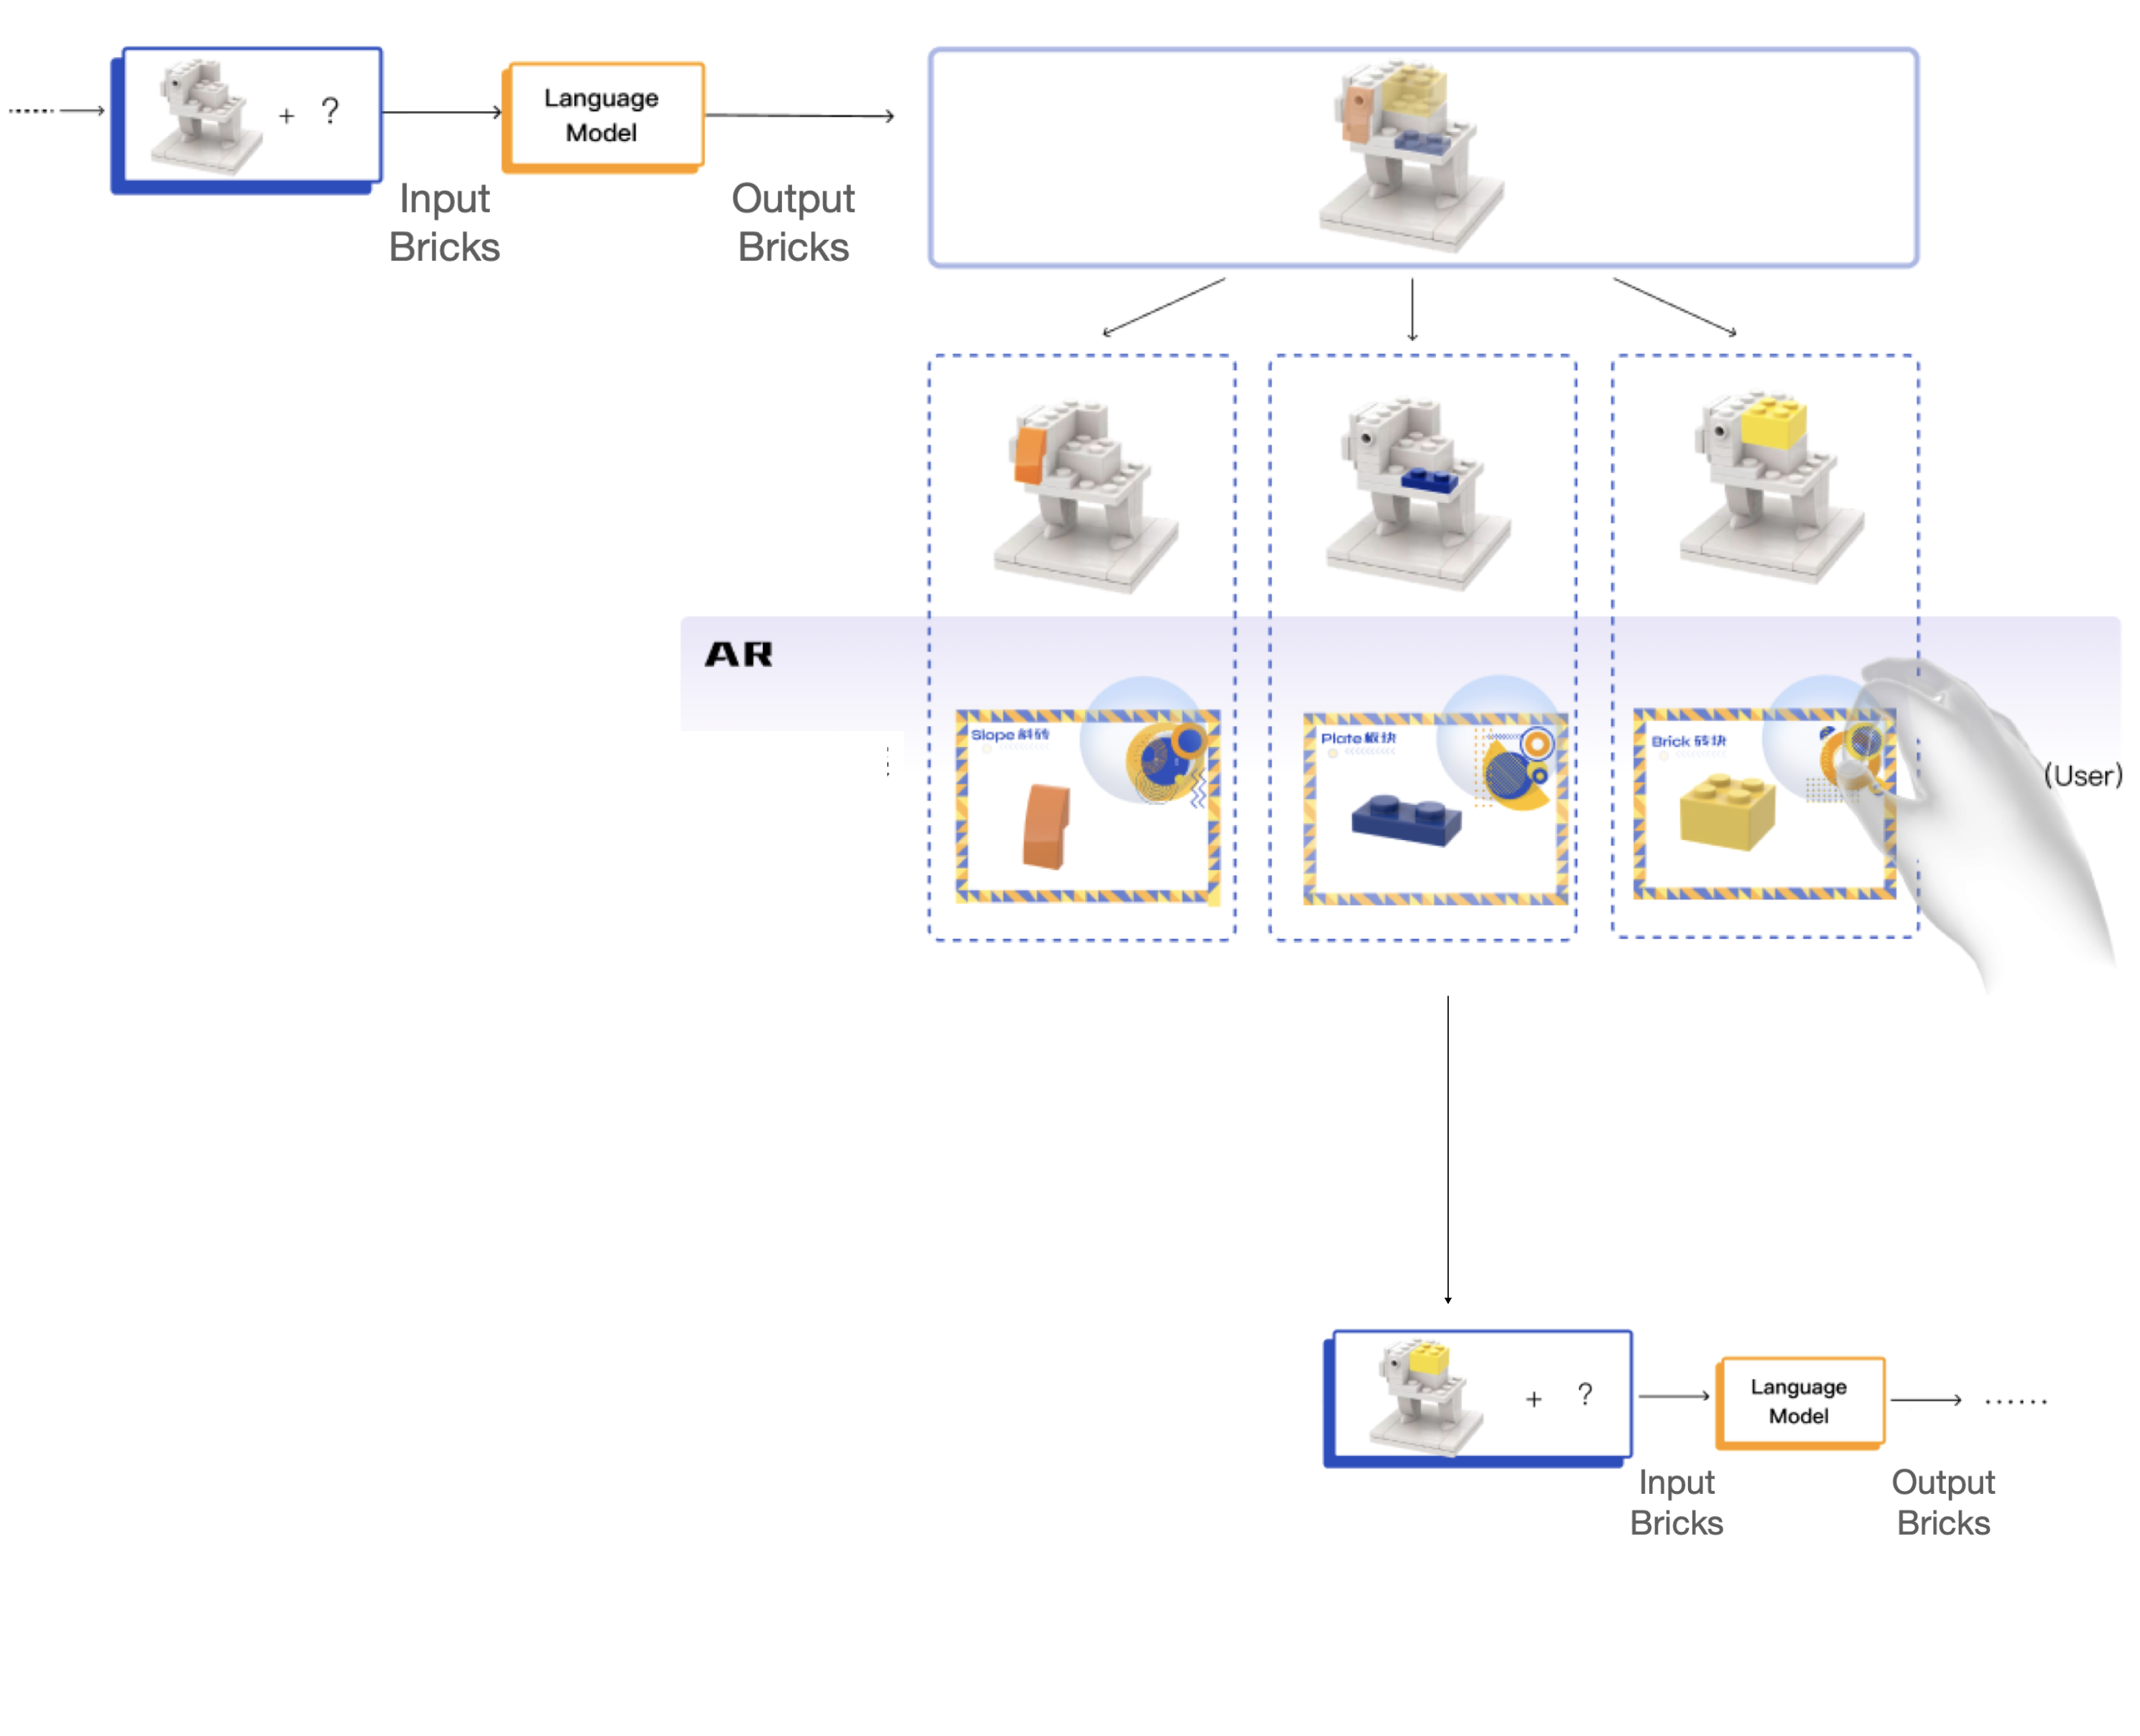 + ?
Language
Model
Input
Bricks
Output
Bricks
AR
Slope 斜砖
Plate 板块
Brick 砖块
(User)
+ ?
Language
Model
......
Input
Bricks
Output
Bricks